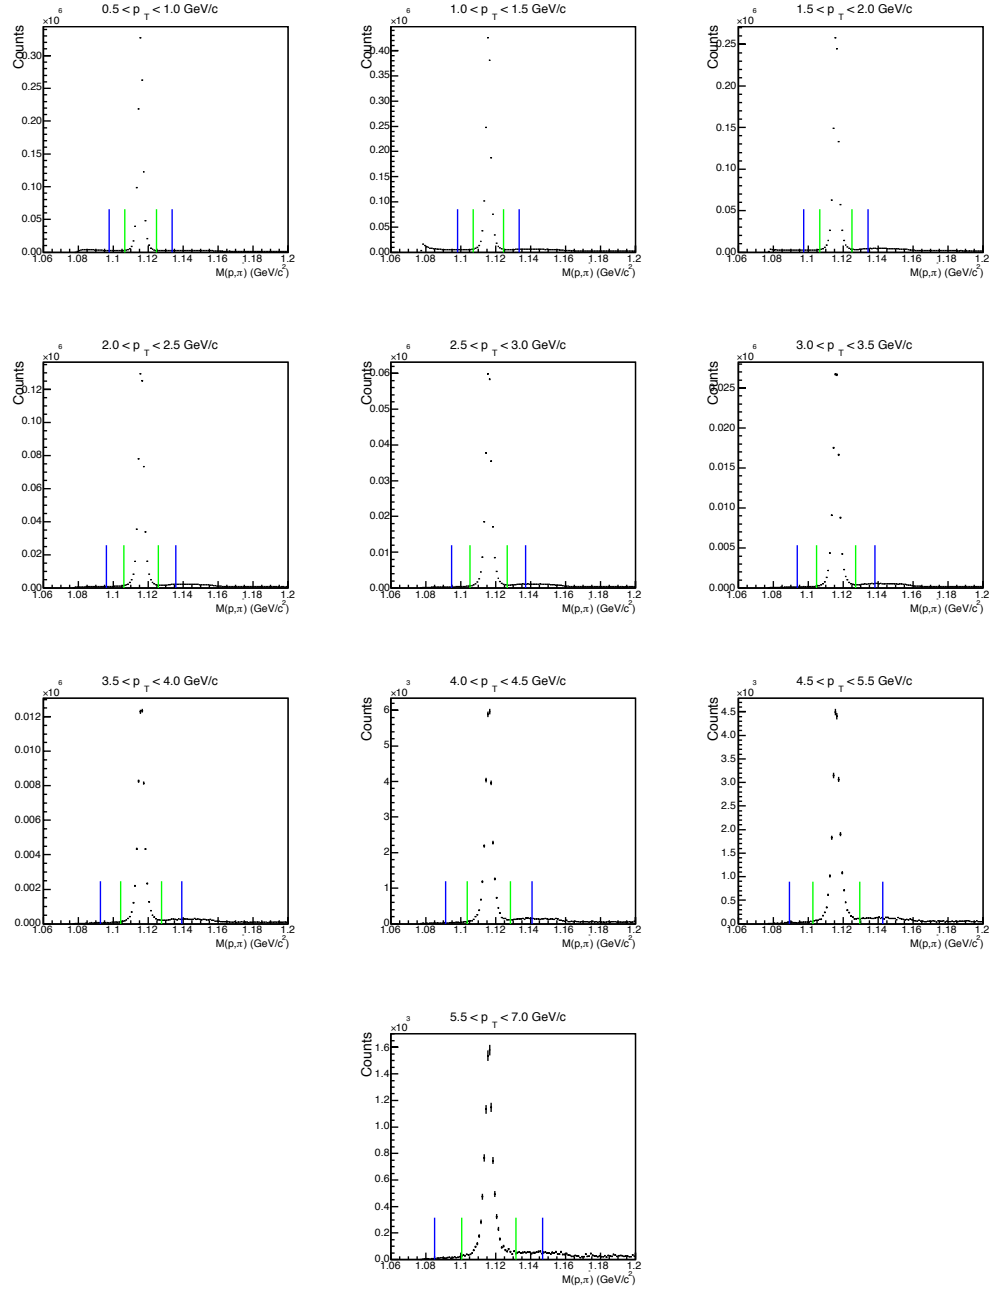 0.5 < p_T < 1.0 GeV/c
×10^6
Counts
0.30
0.25
0.20
0.15
0.10
0.05
0.00
1.06 1.08 1.1 1.12 1.14 1.16 1.18 1.2
M(p,π) (GeV/c^2)
1.0 < p_T < 1.5 GeV/c
×10^6
Counts
0.40
0.35
0.30
0.25
0.20
0.15
0.10
0.05
0.00
1.06 1.08 1.1 1.12 1.14 1.16 1.18 1.2
M(p,π) (GeV/c^2)
1.5 < p_T < 2.0 GeV/c
×10^6
Counts
0.25
0.20
0.15
0.10
0.05
0.00
1.06 1.08 1.1 1.12 1.14 1.16 1.18 1.2
M(p,π) (GeV/c^2)
2.0 < p_T < 2.5 GeV/c
×10^6
Counts
0.12
0.10
0.08
0.06
0.04
0.02
0.00
1.06 1.08 1.1 1.12 1.14 1.16 1.18 1.2
M(p,π) (GeV/c^2)
2.5 < p_T < 3.0 GeV/c
×10^6
Counts
0.06
0.05
0.04
0.03
0.02
0.01
0.00
1.06 1.08 1.1 1.12 1.14 1.16 1.18 1.2
M(p,π) (GeV/c^2)
3.0 < p_T < 3.5 GeV/c
×10^6
Counts
0.025
0.020
0.015
0.010
0.005
0.000
1.06 1.08 1.1 1.12 1.14 1.16 1.18 1.2
M(p,π) (GeV/c^2)
3.5 < p_T < 4.0 GeV/c
×10^6
Counts
0.012
0.010
0.008
0.006
0.004
0.002
0.000
1.06 1.08 1.1 1.12 1.14 1.16 1.18 1.2
M(p,π) (GeV/c^2)
4.0 < p_T < 4.5 GeV/c
×10^3
Counts
6
5
4
3
2
1
0
1.06 1.08 1.1 1.12 1.14 1.16 1.18 1.2
M(p,π) (GeV/c^2)
4.5 < p_T < 5.5 GeV/c
×10^3
Counts
4.5
4.0
3.5
3.0
2.5
2.0
1.5
1.0
0.5
0.0
1.06 1.08 1.1 1.12 1.14 1.16 1.18 1.2
M(p,π) (GeV/c^2)
5.5 < p_T < 7.0 GeV/c
×10^3
Counts
1.6
1.4
1.2
1.0
0.8
0.6
0.4
0.2
0.0
1.06 1.08 1.1 1.12 1.14 1.16 1.18 1.2
M(p,π) (GeV/c^2)